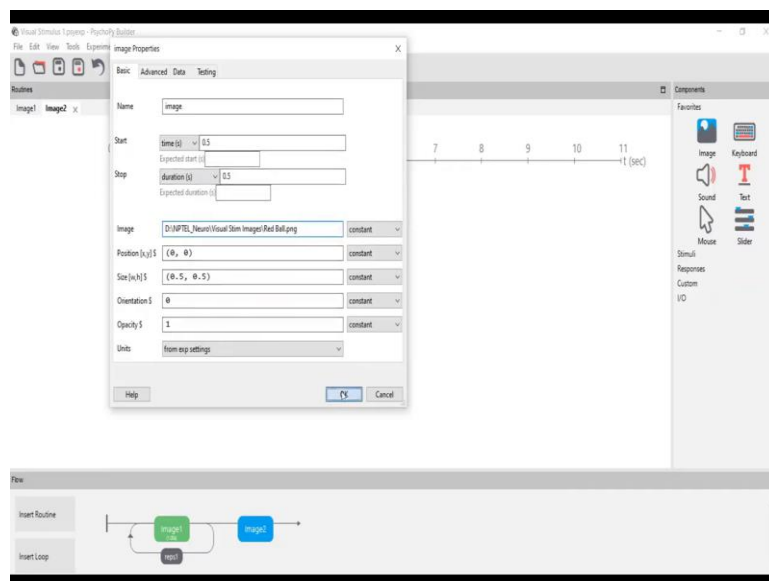 Visual Stimulus 1.psyexp - PsychoPy Builder
File Edit View Tools Experime
image Properties
X
Basic Advanced Data Testing
Routines
Image1 Image2 x
Name image
Start time (s) 0.5
Expected start (s)
Stop duration (s) 0.5
Expected duration (s)
Image D:\NPTEL_Neuro\Visual Stim Images\Red Ball.png constant
Position [x,y] $ (0, 0) constant
Size [w,h] $ (0.5, 0.5) constant
Orientation $ 0 constant
Opacity $ 1 constant
Units from exp settings
Help OK Cancel
7 8 9 10 11
t (sec)
Components
Favorites
Image Keyboard
Sound Text
Mouse Slider
Stimuli
Responses
Custom
I/O
Flow
Insert Routine
Image1
Image2
Insert Loop